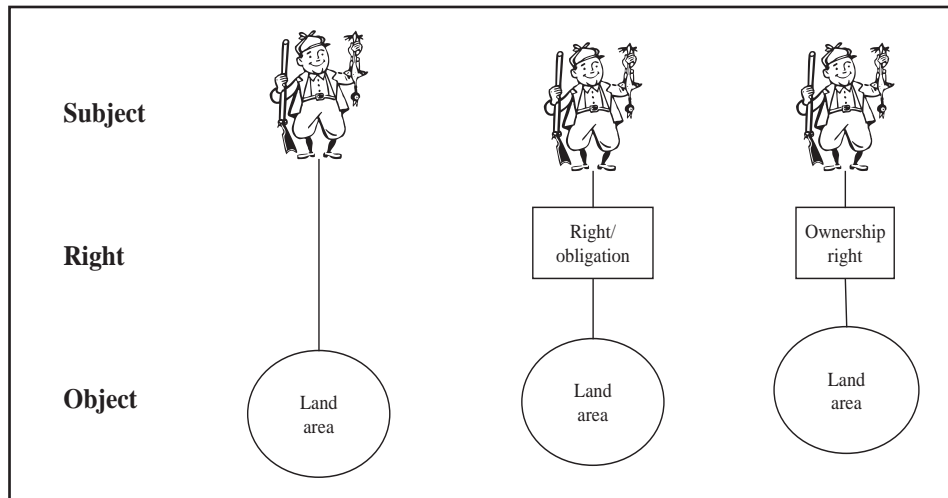 Subject
Right
Right/
obligation
Ownership
right
Object
Land
area
Land
area
Land
area